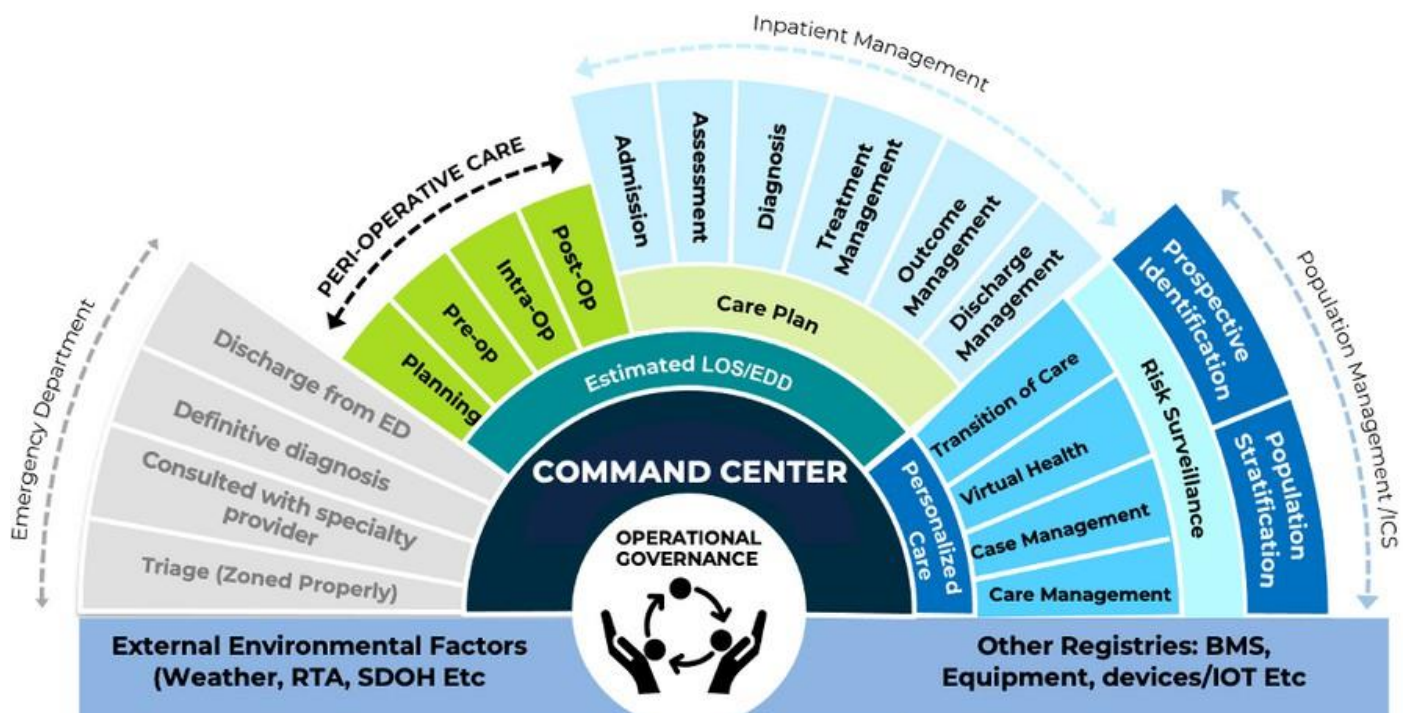 Inpatient Management
Emergency Department
PERI-OPERATIVE CARE
Population Management /ICS
Triage (Zoned Properly)
Consulted with specialty
provider
Definitive diagnosis
Discharge from ED
Planning
Pre-op
Intra-Op
Post-Op
Admission
Assessment
Diagnosis
Treatment
Management
Outcome
Management
Discharge
Management
Care Plan
Estimated LOS/EDD
Transition of Care
Virtual Health
Case Management
Care Management
Personalized
Care
Risk Surveillance
Prospective
Identification
Population
Stratification
COMMAND CENTER
OPERATIONAL
GOVERNANCE
External Environmental Factors
(Weather, RTA, SDOH Etc
Other Registries: BMS,
Equipment, devices/IOT Etc